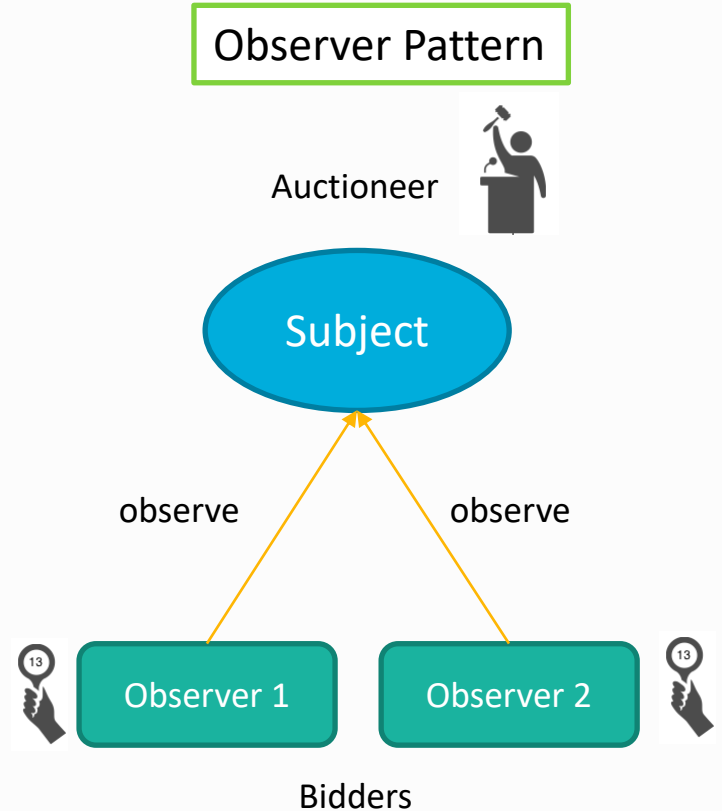 Observer Pattern
Auctioneer
Subject
observe
observe
13
Observer 1
Observer 2
13
Bidders